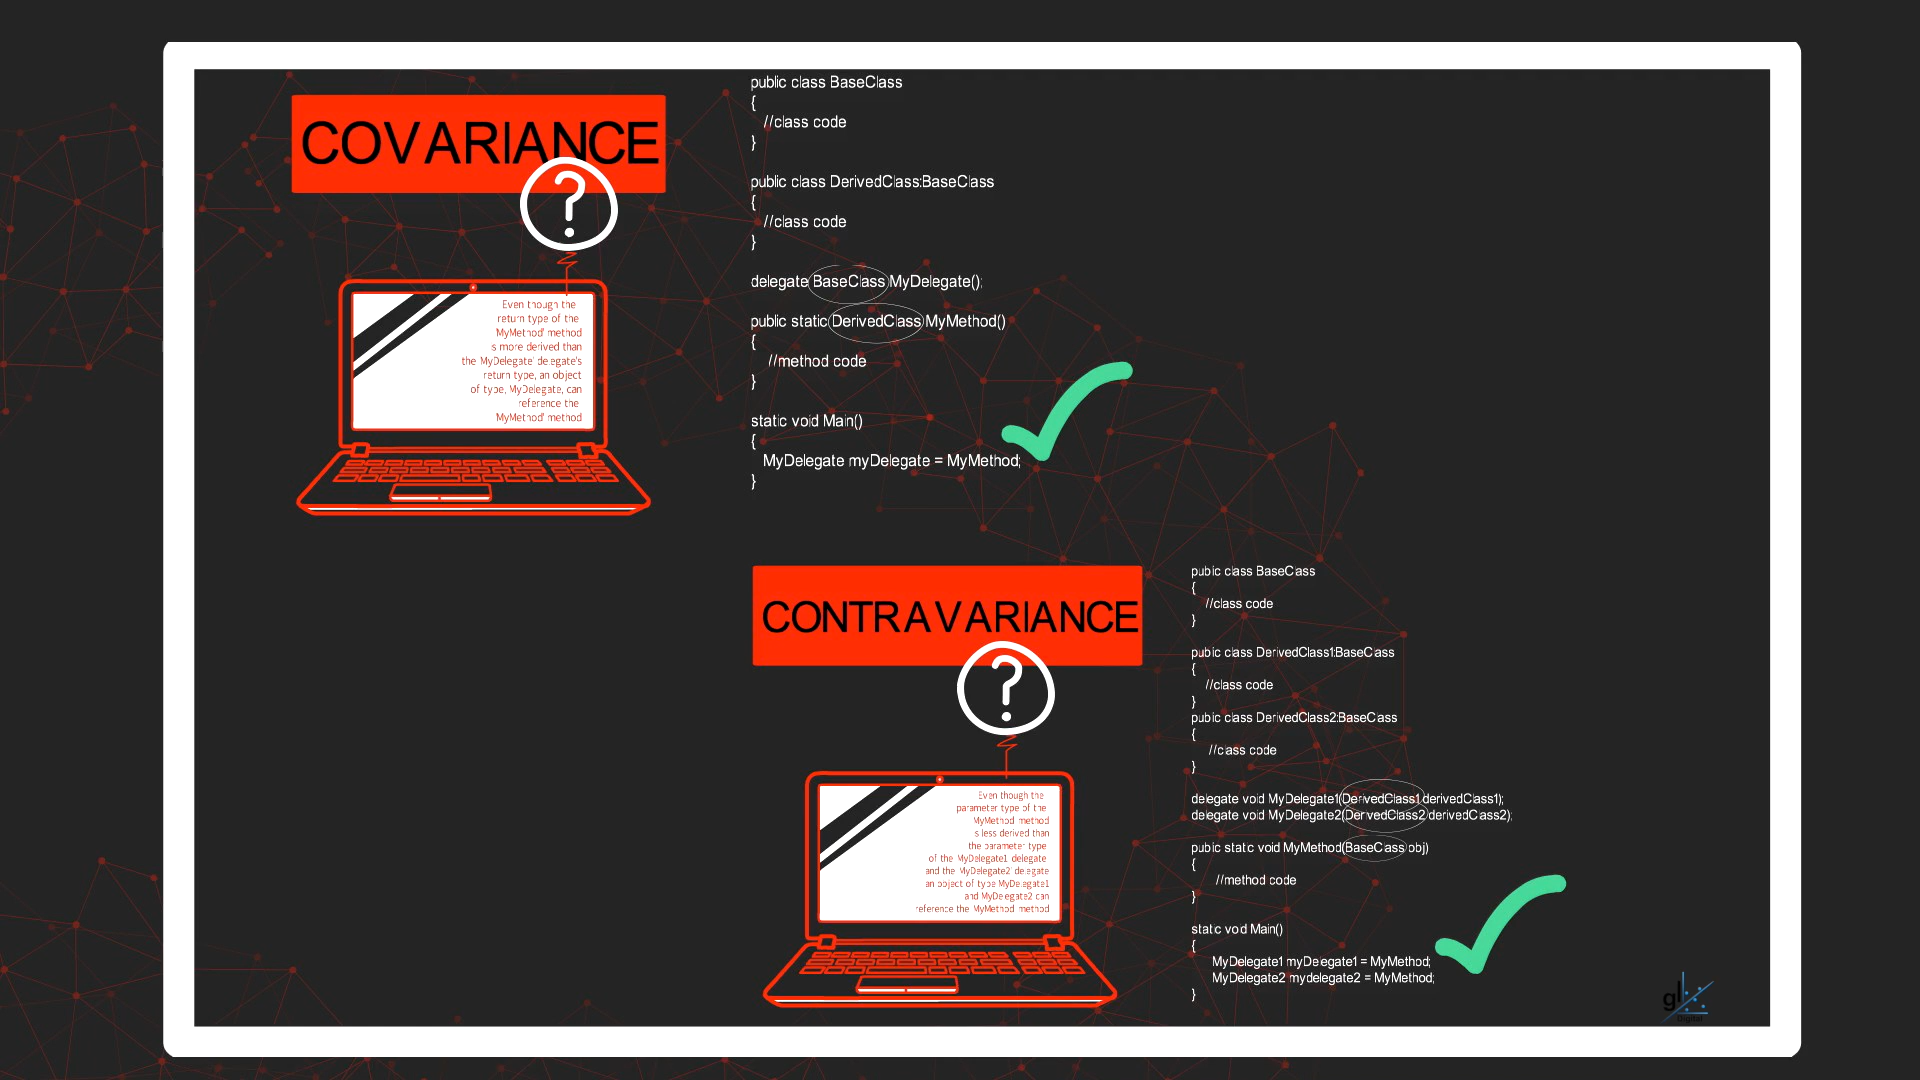 COVARIANCE
?
Even though the
return type of the
'MyMethod' method
s more derived than
the 'MyDelegate' delegate's
return type, an object
of type, MyDelegate, can
reference the
'MyMethod' method
public class BaseClass
{
//class code
}
public class DerivedClass:BaseClass
{
//class code
}
delegate BaseClass MyDelegate();
public static DerivedClass MyMethod()
{
//method code
}
static void Main()
{
MyDelegate myDelegate = MyMethod;
}
CONTRAVARIANCE
?
Even though the
parameter type of the
'MyMethod' method
s less derived than
the parameter type
of the 'MyDelegate1' delegate
and the 'MyDelegate2' delegate
an object of type MyDelegate1
and MyDelegate2 can
reference the 'MyMethod' method
public class BaseClass
{
//class code
}
public class DerivedClass1:BaseClass
{
//class code
}
public class DerivedClass2:BaseClass
{
//class code
}
delegate void MyDelegate1(DerivedClass1 derivedClass1);
delegate void MyDelegate2(DerivedClass2 derivedClass2);
public static void MyMethod(BaseClass obj)
{
//method code
}
static void Main()
{
MyDelegate1 myDelegate1 = MyMethod;
MyDelegate2 mydelegate2 = MyMethod;
}
gl
Digital